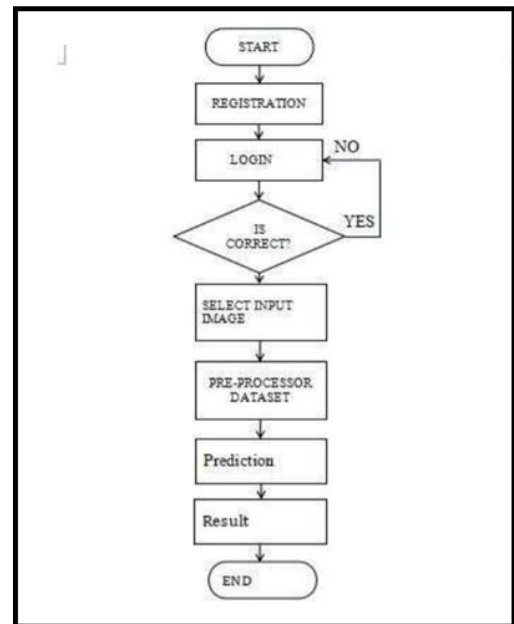 START
REGISTRATION
LOGIN
NO
IS
CORRECT?
YES
SELECT INPUT
IMAGE
PRE-PROCESSOR
DATASET
Prediction
Result
END